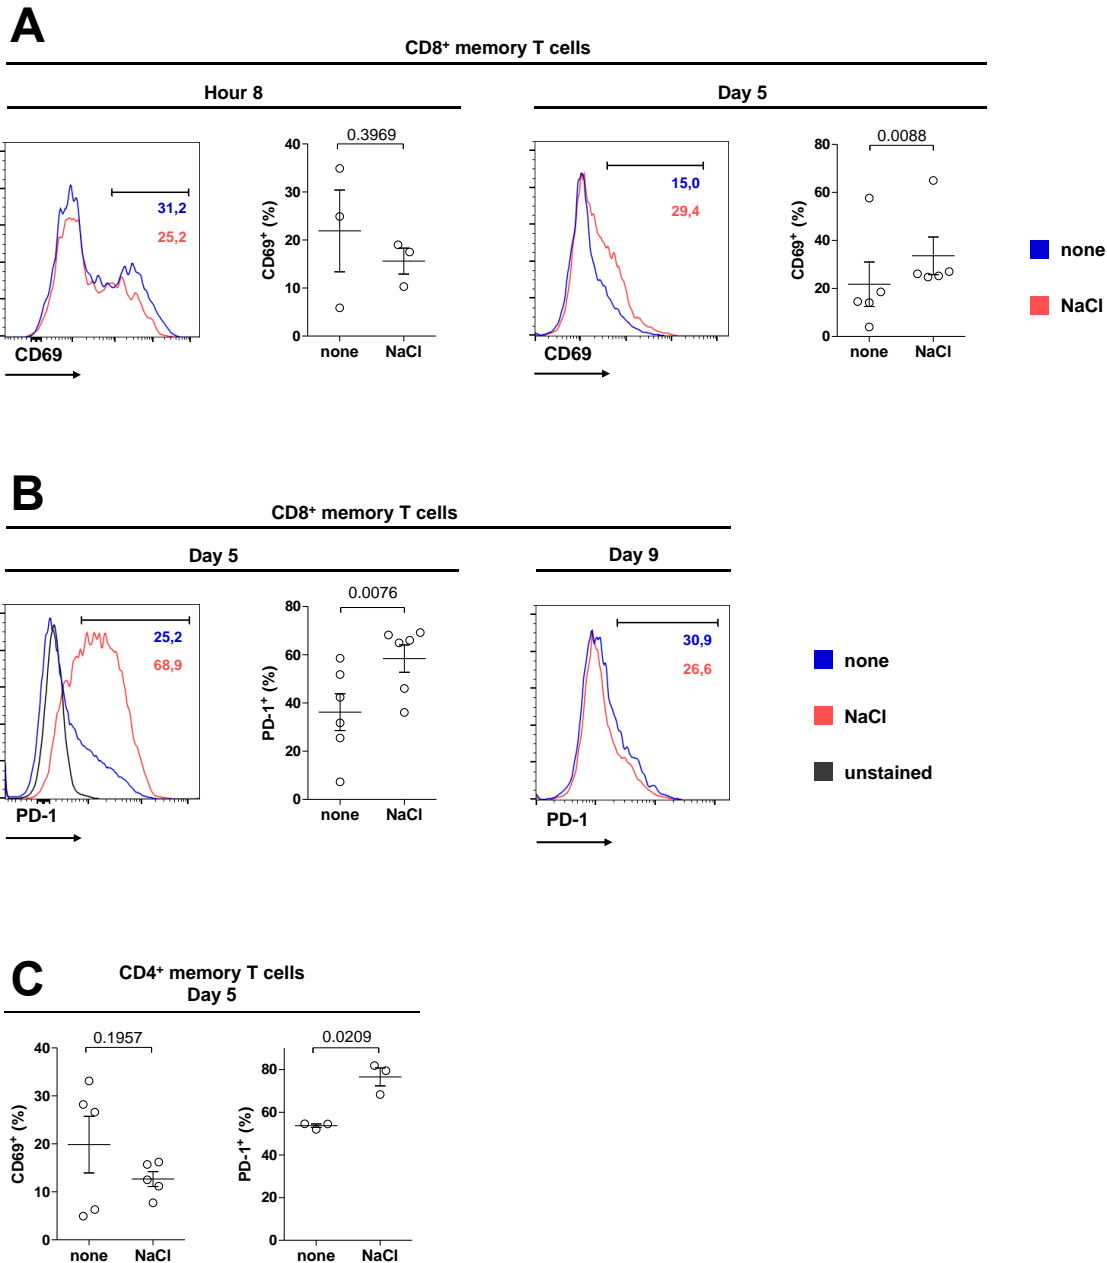 A
CD8+ memory T cells
Hour 8
Day 5
31,2
25,2
CD69
0.3969
40
30
20
10
0
CD69+ (%)
none NaCl
15,0
29,4
CD69
0.0088
80
60
40
20
0
CD69+ (%)
none NaCl
none
NaCl
B
CD8+ memory T cells
Day 5
Day 9
25,2
68,9
PD-1
0.0076
80
60
40
20
0
PD-1+ (%)
none NaCl
30,9
26,6
PD-1
none
NaCl
unstained
C
CD4+ memory T cells
Day 5
0.1957
40
30
20
10
0
CD69+ (%)
none NaCl
0.0209
80
60
40
20
0
PD-1+ (%)
none NaCl